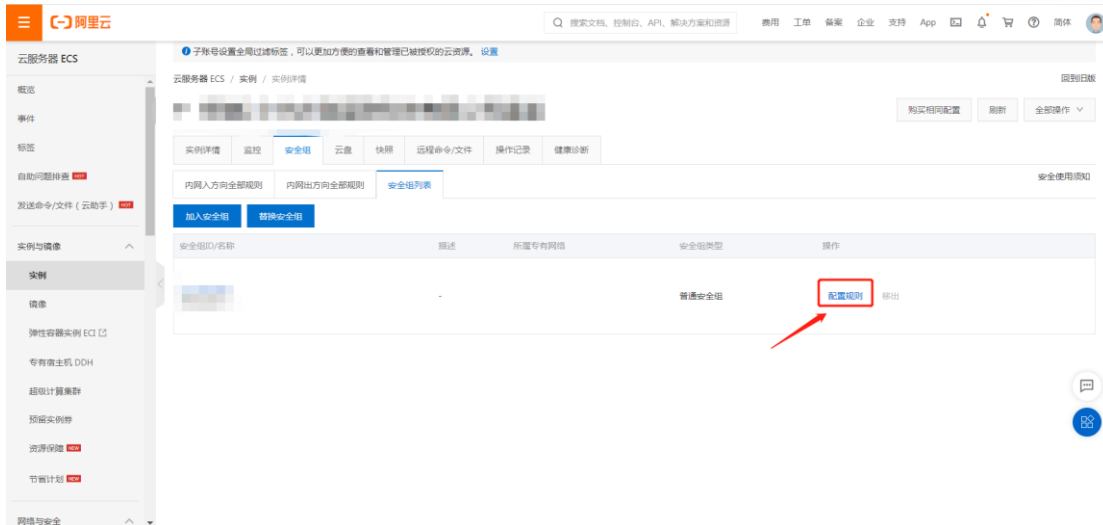 阿里云
搜索文档、控制台、API、解决方案和资源
费用 工单 备案 企业 支持 App 简体
云服务器 ECS
概览
事件
标签
自助问题排查 HOT
发送命令/文件（云助手） HOT
实例与镜像
实例
镜像
弹性容器实例 ECI
专有宿主机 DDH
超级计算集群
预留实例券
资源保障 NEW
节省计划 NEW
网络与安全
子账号设置全局过滤标签，可以更加方便的查看和管理已被授权的云资源。 设置
云服务器 ECS / 实例 / 实例详情
回到旧版
购买相同配置 刷新 全部操作
实例详情 监控 安全组 云盘 快照 远程命令/文件 操作记录 健康诊断
内网入方向全部规则 内网出方向全部规则 安全组列表
安全使用须知
加入安全组 替换安全组
安全组ID/名称 描述 所属专有网络 安全组类型 操作
- 普通安全组 配置规则 移出